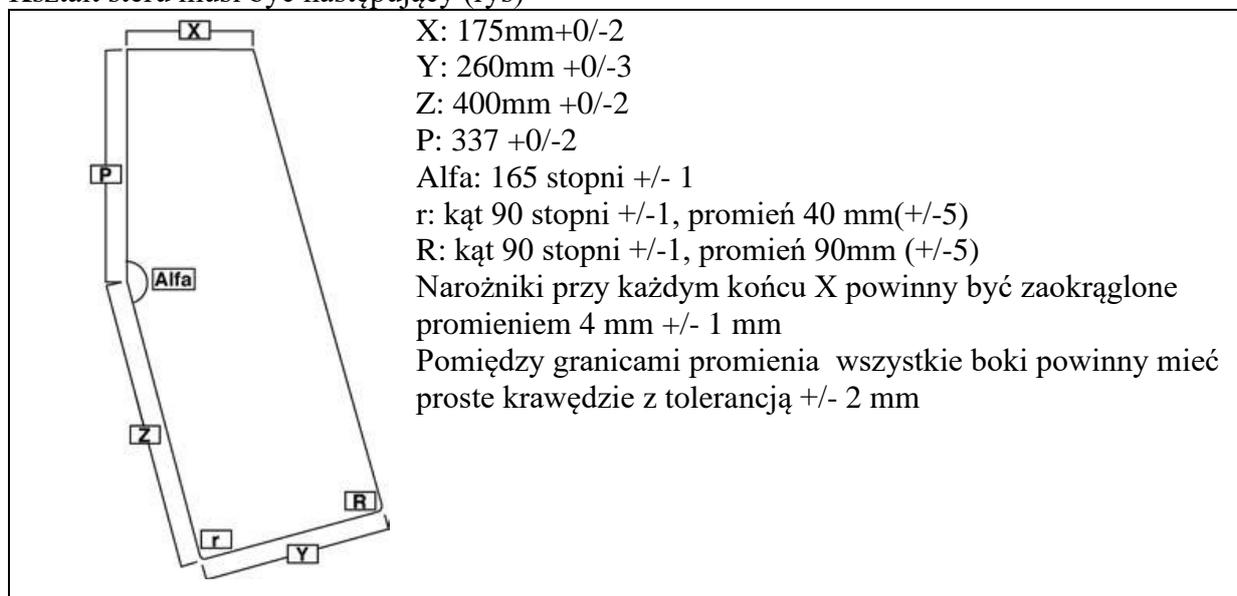 X
P
Alfa
Z
R
r
Y
X: 175mm+0/-2
Y: 260mm +0/-3
Z: 400mm +0/-2
P: 337 +0/-2
Alfa: 165 stopni +/- 1
r: kąt 90 stopni +/-1, promień 40 mm(+/-5)
R: kąt 90 stopni +/-1, promień 90mm (+/-5)
Narożniki przy każdym końcu X powinny być zaokrąglone
promieniem 4 mm +/- 1 mm
Pomiędzy granicami promienia  wszystkie boki powinny mieć
proste krawędzie z tolerancją +/- 2 mm